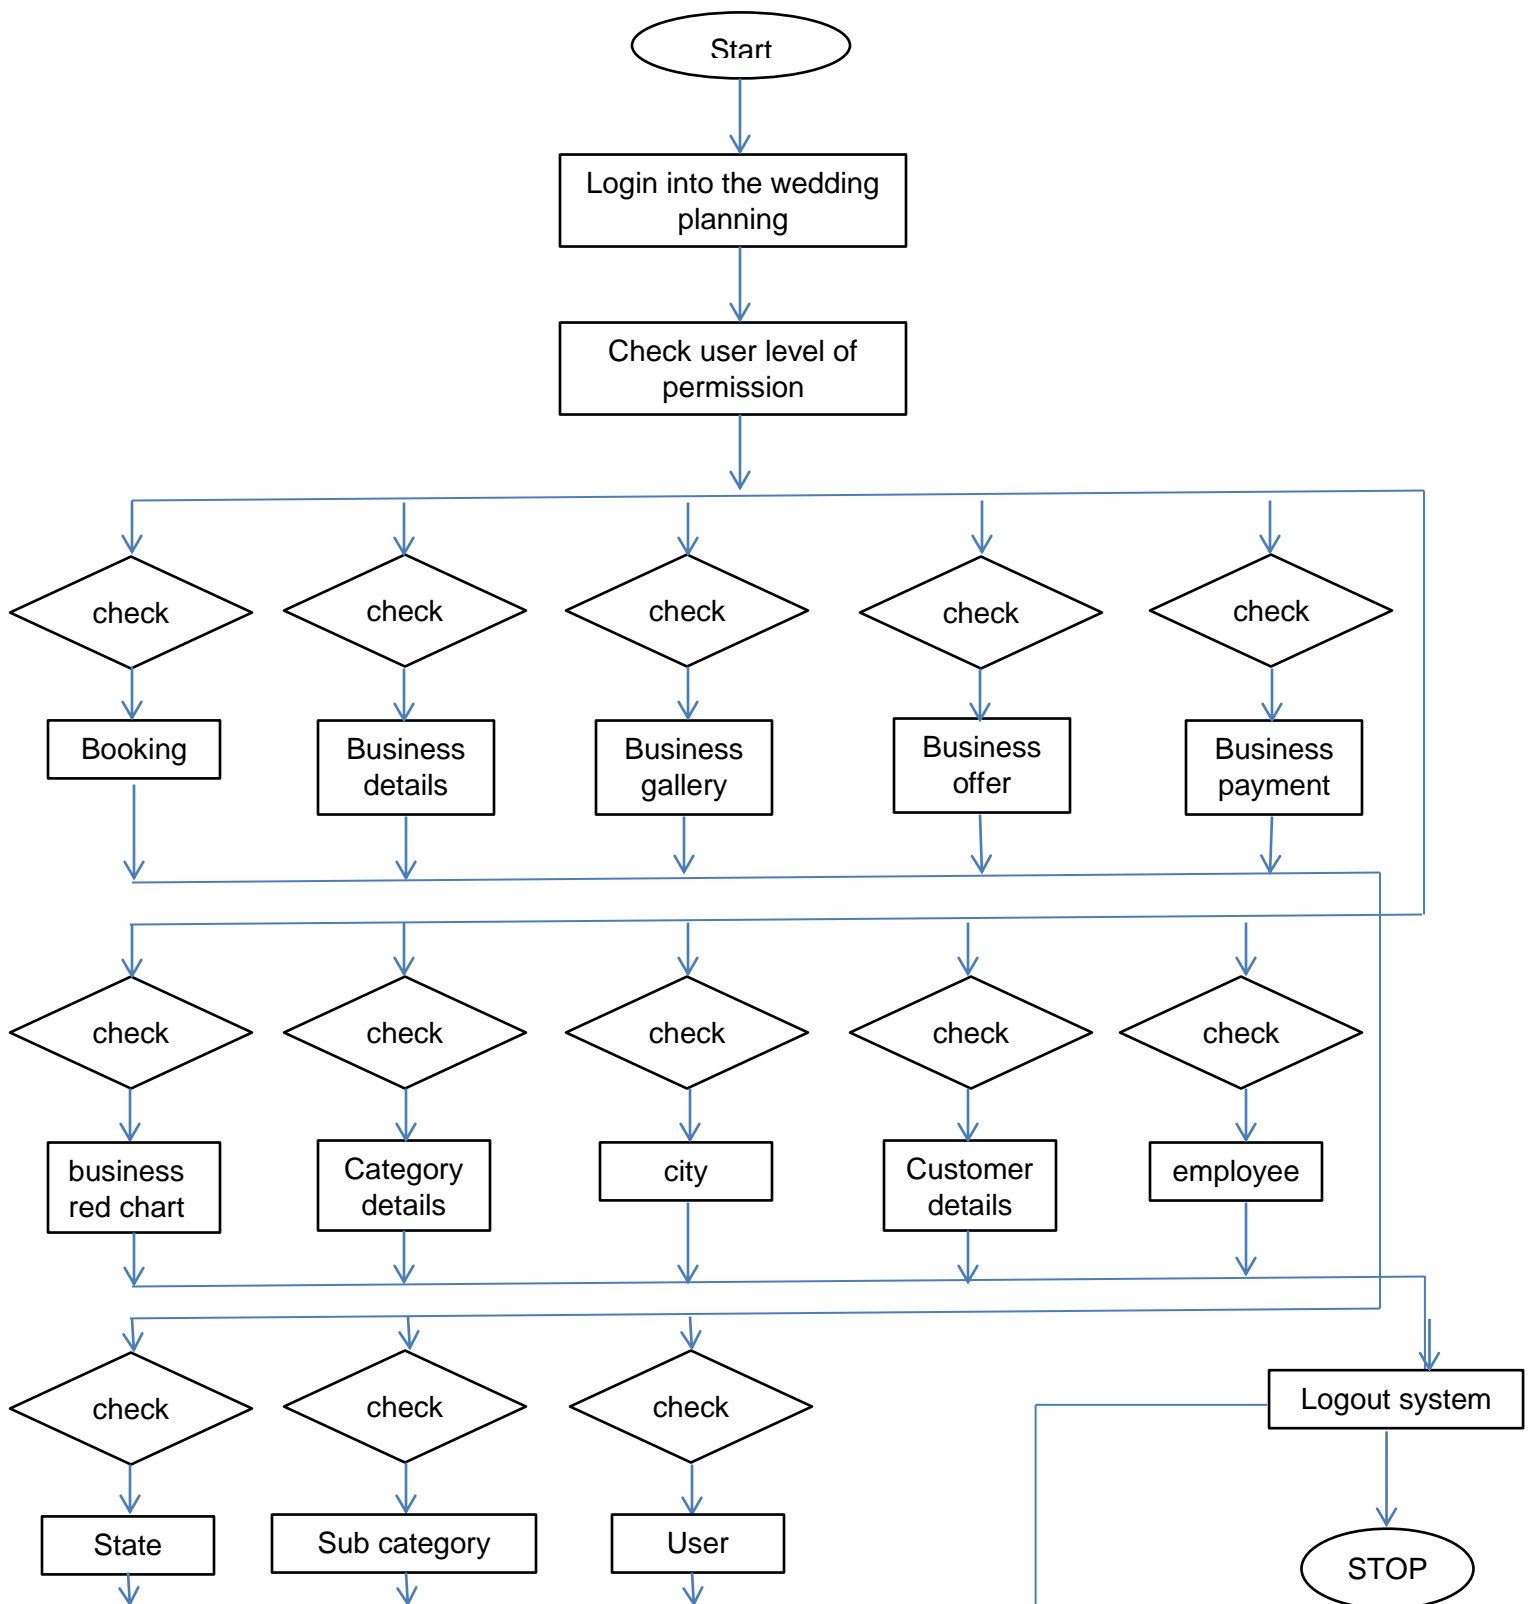 Start
Login into the wedding
planning
Check user level of
permission
check
check
check
check
check
Booking
Business
details
Business
gallery
Business
offer
Business
payment
check
check
check
check
check
business
red chart
Category
details
city
Customer
details
employee
check
check
check
Logout system
State
Sub category
User
STOP